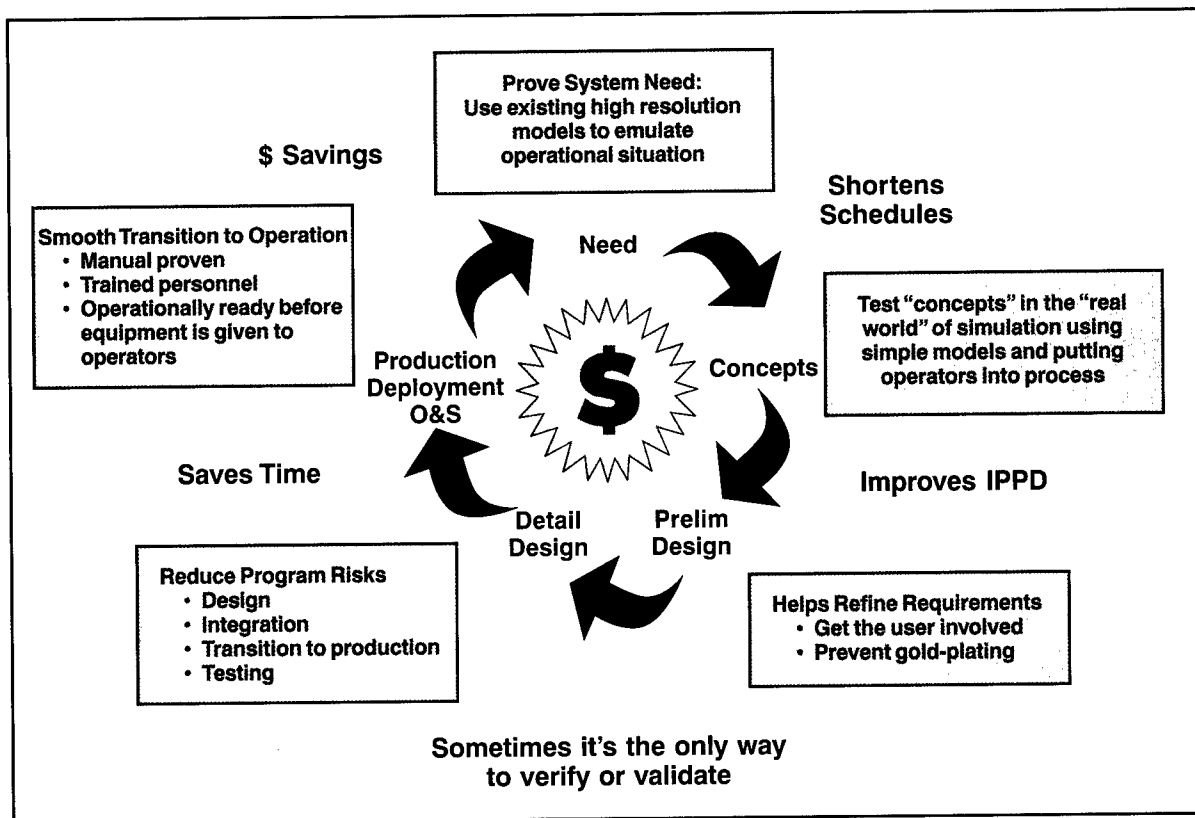 Prove System Need:
Use existing high resolution
models to emulate
operational situation
$ Savings
Shortens
Schedules
Smooth Transition to Operation
• Manual proven
• Trained personnel
• Operationally ready before
equipment is given to
operators
Need
Test “concepts” in the “real
world” of simulation using
simple models and putting
operators into process
Production
Deployment
O&S
$
Concepts
Saves Time
Improves IPPD
Detail
Design
Prelim
Design
Reduce Program Risks
• Design
• Integration
• Transition to production
• Testing
Helps Refine Requirements
• Get the user involved
• Prevent gold-plating
Sometimes it's the only way
to verify or validate